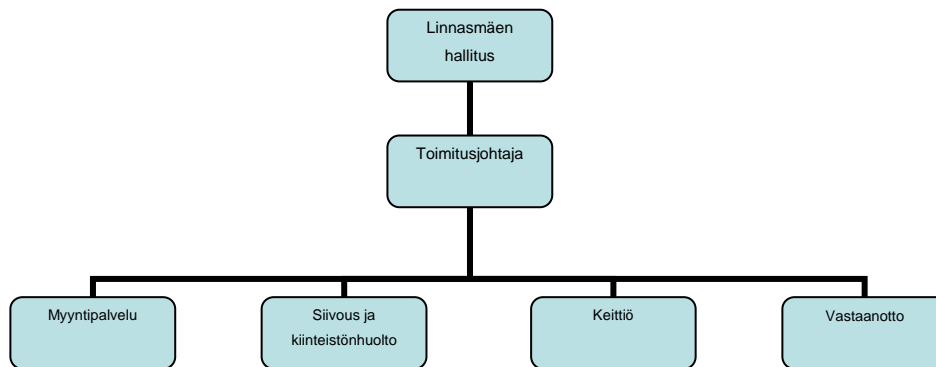 Linnasmäen
hallitus
Toimitusjohtaja
Myyntipalvelu
Siivous ja
kiinteistönhuolto
Keittiö
Vastaanotto